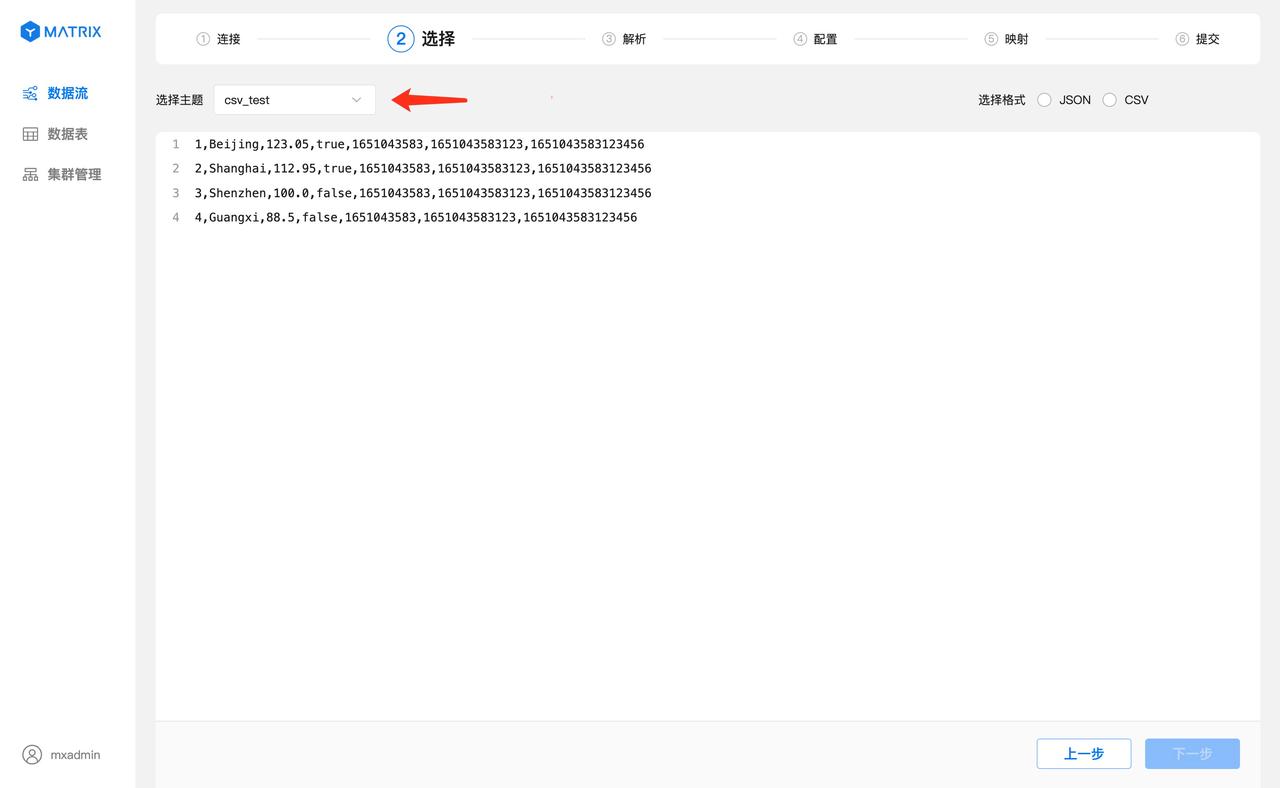 MATRIX
数据流
数据表
集群管理
mxadmin
① 连接
2 选择
③ 解析
④ 配置
⑤ 映射
⑥ 提交
选择主题 csv_test
选择格式 JSON CSV
1 1,Beijing,123.05,true,1651043583,1651043583123,1651043583123456
2 2,Shanghai,112.95,true,1651043583,1651043583123,1651043583123456
3 3,Shenzhen,100.0,false,1651043583,1651043583123,1651043583123456
4 4,Guangxi,88.5,false,1651043583,1651043583123,1651043583123456
上一步
下一步